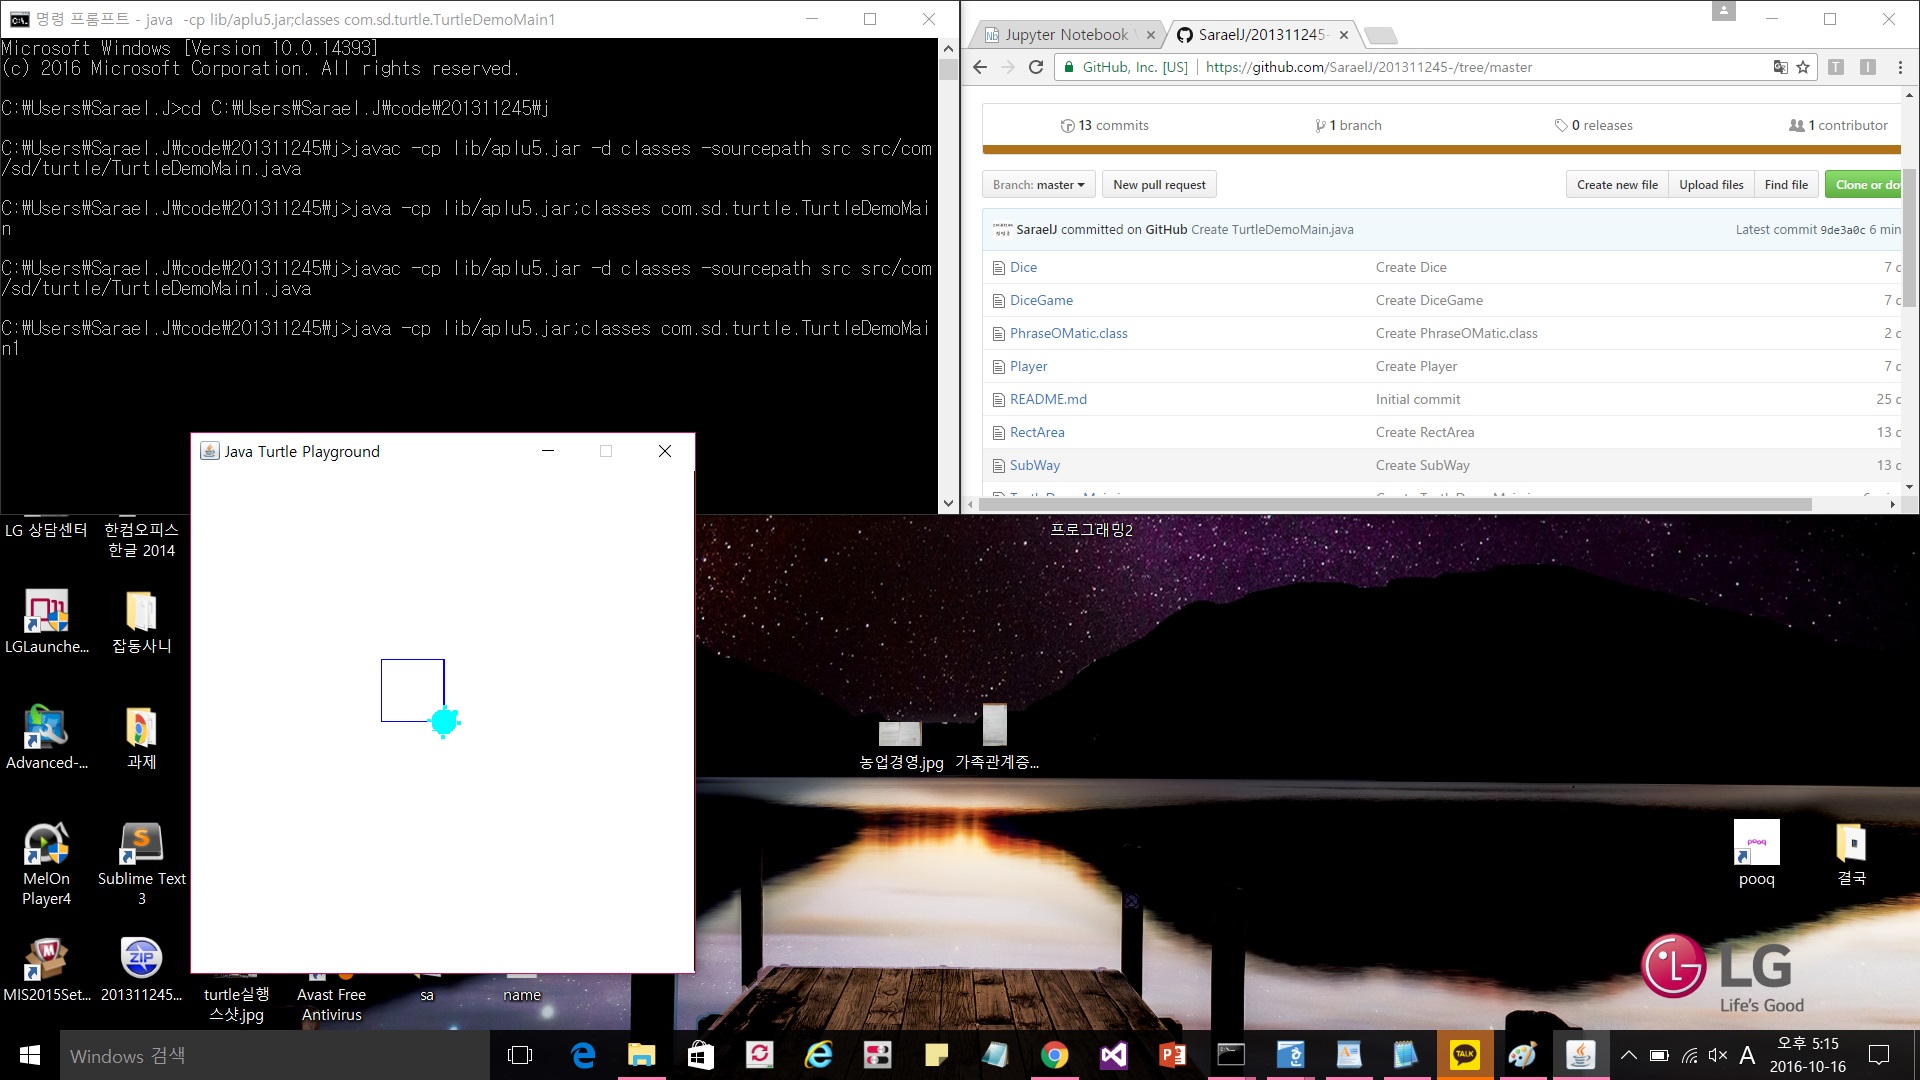 명령 프롬프트 - java -cp lib/aplu5.jar;classes com.sd.turtle.TurtleDemoMain1
Microsoft Windows [Version 10.0.14393]
(c) 2016 Microsoft Corporation. All rights reserved.
C:₩Users₩Sarael.J>cd C:₩Users₩Sarael.J₩code₩201311245₩j
C:₩Users₩Sarael.J₩code₩201311245₩j>javac -cp lib/aplu5.jar -d classes -sourcepath src src/com
/sd/turtle/TurtleDemoMain.java
C:₩Users₩Sarael.J₩code₩201311245₩j>java -cp lib/aplu5.jar;classes com.sd.turtle.TurtleDemoMai
n
C:₩Users₩Sarael.J₩code₩201311245₩j>javac -cp lib/aplu5.jar -d classes -sourcepath src src/com
/sd/turtle/TurtleDemoMain1.java
C:₩Users₩Sarael.J₩code₩201311245₩j>java -cp lib/aplu5.jar;classes com.sd.turtle.TurtleDemoMai
n1
Jupyter Notebook
SaraelJ/201311245-
GitHub, Inc. [US] https://github.com/SaraelJ/201311245-/tree/master
13 commits 1 branch 0 releases 1 contributor
Branch: master New pull request Create new file Upload files Find file Clone or do
SaraelJ committed on GitHub Create TurtleDemoMain.java Latest commit 9de3a0c 6 min
Dice Create Dice 7
DiceGame Create DiceGame 7
PhraseOMatic.class Create PhraseOMatic.class 2
Player Create Player 7
README.md Initial commit 25
RectArea Create RectArea 13
SubWay Create SubWay 13
Java Turtle Playground
LG 상담센터
한컴오피스
한글 2014
프로그래밍2
LGLaunche...
잡동사니
Advanced-...
과제
농업경영.jpg
가족관계증...
MelOn
Player4
Sublime Text
3
pooq
pooq
결국
MIS2015Set...
ZIP
201311245...
turtle실행
스샷.jpg
Avast Free
Antivirus
sa
name
LG
Life's Good
Windows 검색
TALK
A
오후 5:15
2016-10-16